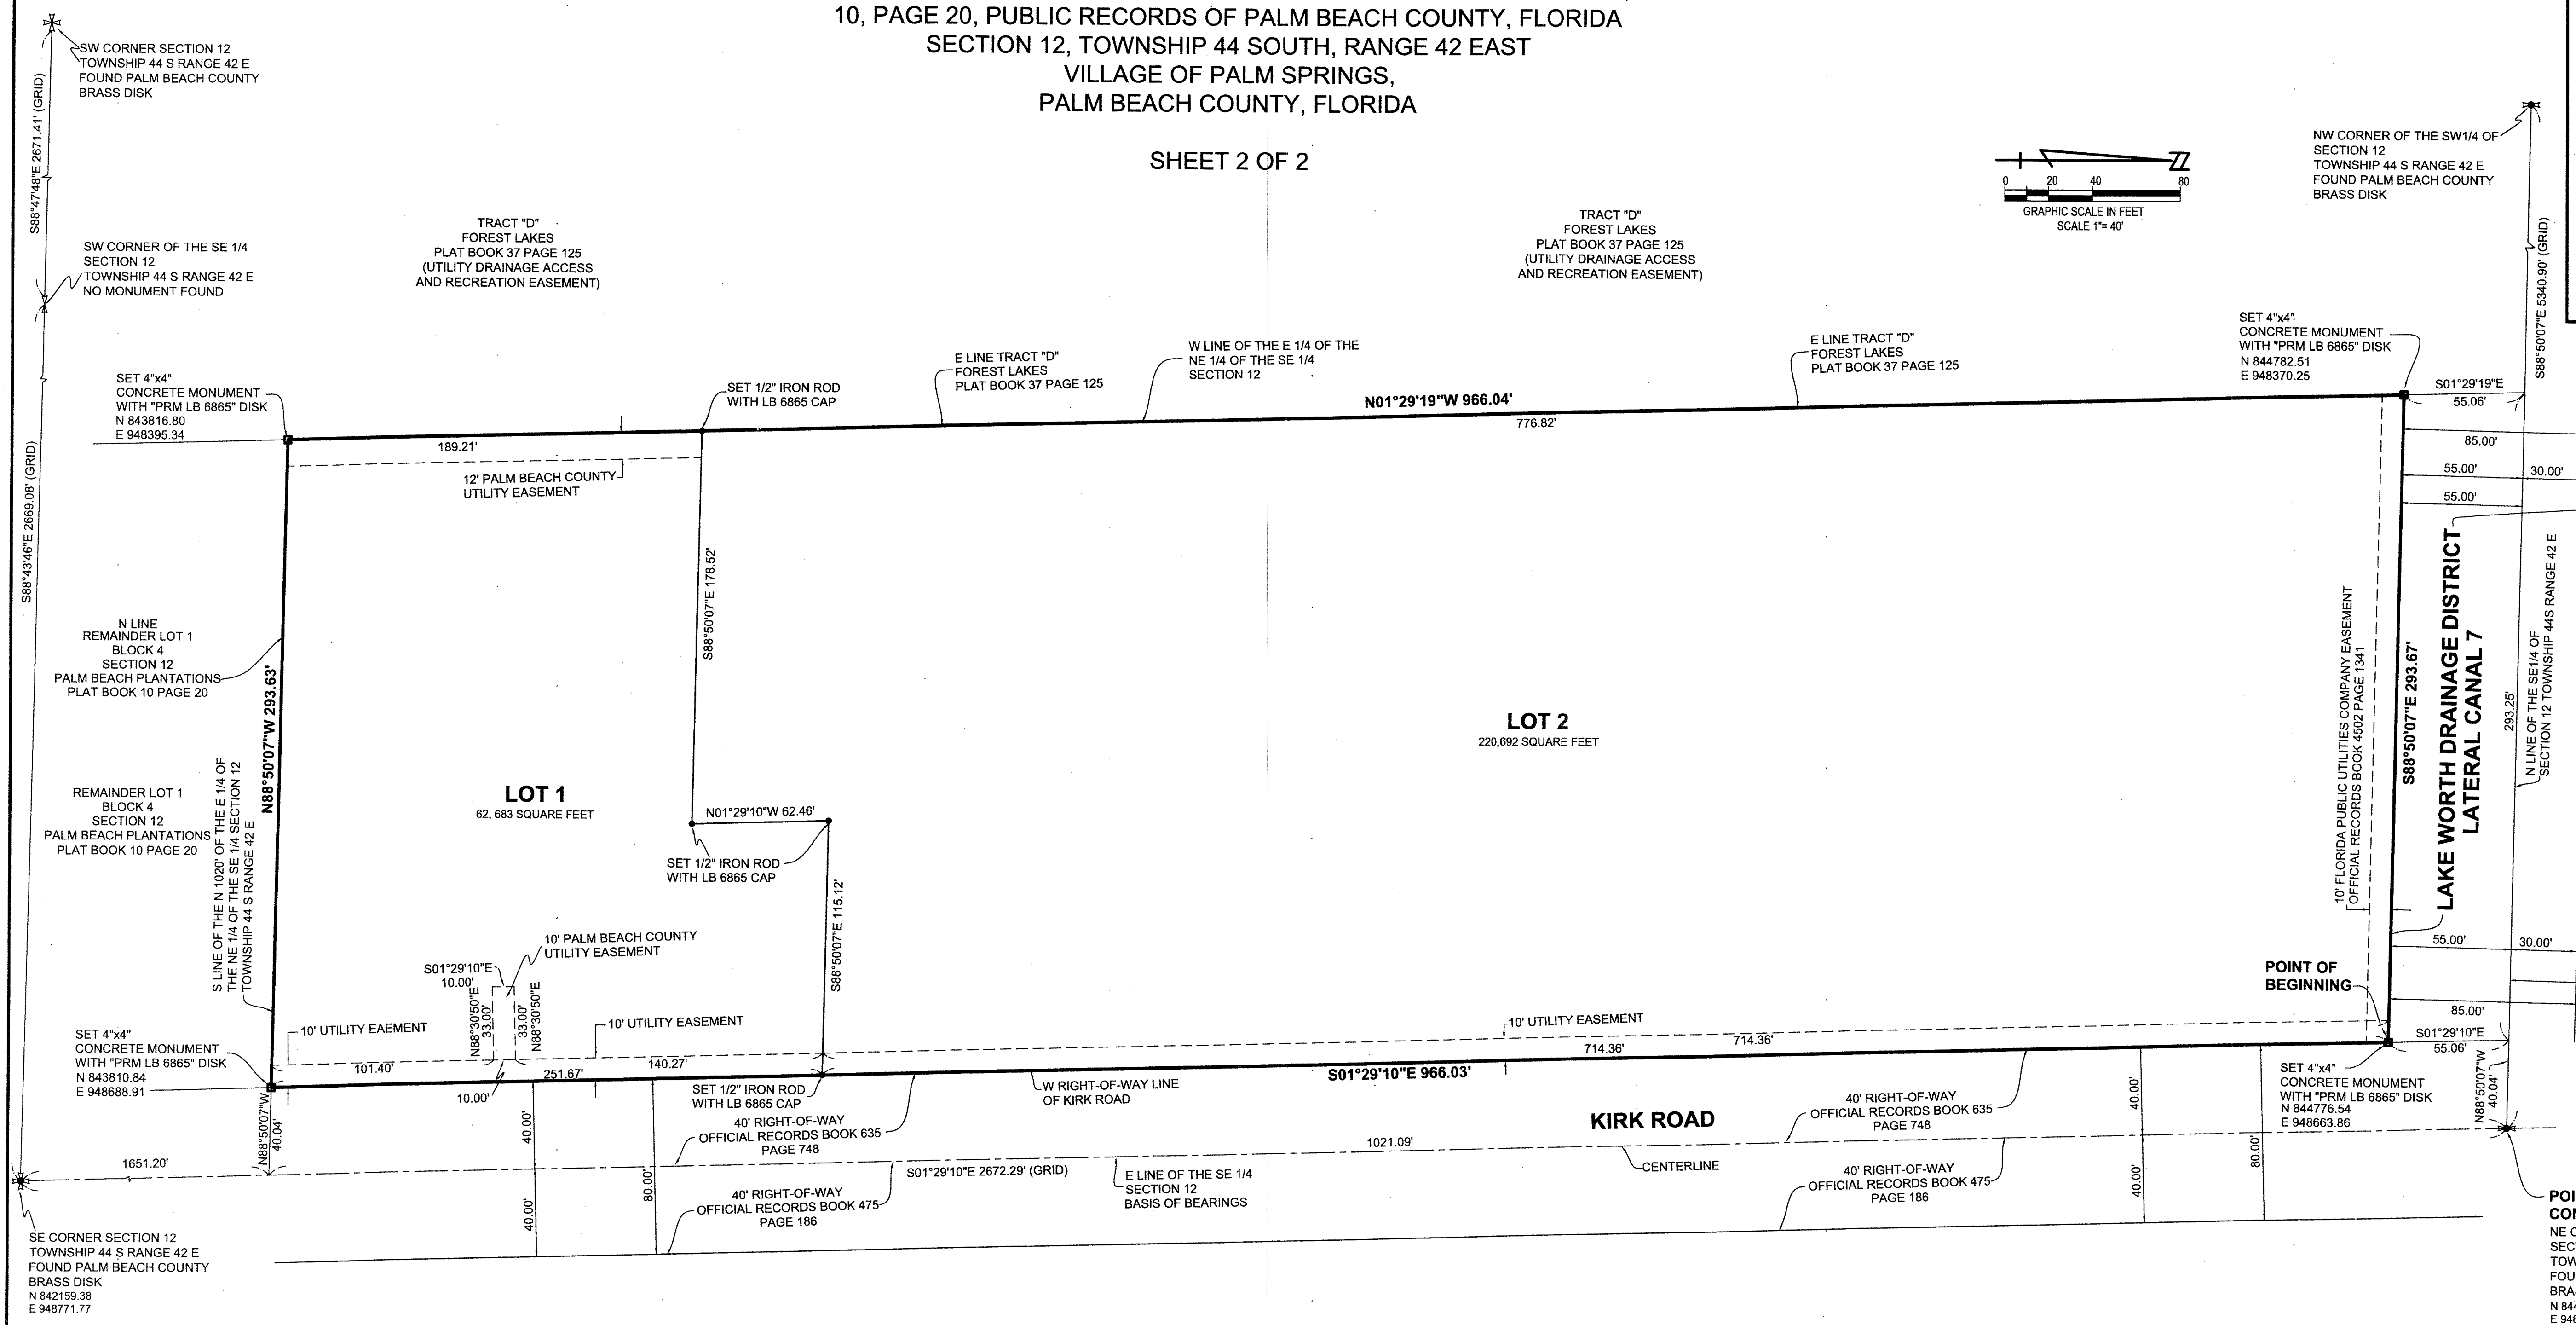 10, PAGE 20, PUBLIC RECORDS OF PALM BEACH COUNTY, FLORIDA
SECTION 12, TOWNSHIP 44 SOUTH, RANGE 42 EAST
VILLAGE OF PALM SPRINGS,
PALM BEACH COUNTY, FLORIDA
SHEET 2 OF 2
SW CORNER SECTION 12
TOWNSHIP 44 S RANGE 42 E
FOUND PALM BEACH COUNTY
BRASS DISK
S88°47'48"E 2671.41' (GRID)
SW CORNER OF THE SE 1/4
SECTION 12
TOWNSHIP 44 S RANGE 42 E
NO MONUMENT FOUND
TRACT "D"
FOREST LAKES
PLAT BOOK 37 PAGE 125
(UTILITY DRAINAGE ACCESS
AND RECREATION EASEMENT)
TRACT "D"
FOREST LAKES
PLAT BOOK 37 PAGE 125
(UTILITY DRAINAGE ACCESS
AND RECREATION EASEMENT)
0 20 40 80
GRAPHIC SCALE IN FEET
SCALE 1"= 40'
NW CORNER OF THE SW1/4 OF
SECTION 12
TOWNSHIP 44 S RANGE 42 E
FOUND PALM BEACH COUNTY
BRASS DISK
S88°50'07"E 5340.90' (GRID)
SET 4"x4"
CONCRETE MONUMENT
WITH "PRM LB 6865" DISK
N 843816.80
E 948395.34
SET 1/2" IRON ROD
WITH LB 6865 CAP
E LINE TRACT "D"
FOREST LAKES
PLAT BOOK 37 PAGE 125
W LINE OF THE E 1/4 OF THE
NE 1/4 OF THE SE 1/4
SECTION 12
E LINE TRACT "D"
FOREST LAKES
PLAT BOOK 37 PAGE 125
SET 4"x4"
CONCRETE MONUMENT
WITH "PRM LB 6865" DISK
N 844782.51
E 948370.25
S01°29'19"E
55.06'
N01°29'19"W 966.04'
189.21'
776.82'
85.00'
55.00'
30.00'
55.00'
12' PALM BEACH COUNTY
UTILITY EASEMENT
S88°43'46"E 2669.08' (GRID)
S88°50'07"E 178.52'
N LINE
REMAINDER LOT 1
BLOCK 4
SECTION 12
PALM BEACH PLANTATIONS
PLAT BOOK 10 PAGE 20
N88°50'07"W 293.63'
REMAINDER LOT 1
BLOCK 4
SECTION 12
PALM BEACH PLANTATIONS
PLAT BOOK 10 PAGE 20
S LINE OF THE N 1020' OF THE E 1/4 OF
THE NE 1/4 OF THE SE 1/4 SECTION 12
TOWNSHIP 44 S RANGE 42 E
LOT 1
62, 683 SQUARE FEET
N01°29'10"W 62.46'
SET 1/2" IRON ROD
WITH LB 6865 CAP
S88°50'07"E 115.12'
LOT 2
220,692 SQUARE FEET
10' FLORIDA PUBLIC UTILITIES COMPANY EASEMENT
OFFICIAL RECORDS BOOK 4502 PAGE 1341
S88°50'07"E 293.67'
LAKE WORTH DRAINAGE DISTRICT
LATERAL CANAL 7
293.25'
N LINE OF THE SE1/4 OF
SECTION 12 TOWNSHIP 44S RANGE 42 E
10' PALM BEACH COUNTY
UTILITY EASEMENT
S01°29'10"E
10.00'
N88°30'50"E
33.00'
33.00'
N88°30'50"E
POINT OF
BEGINNING
55.00'
30.00'
85.00'
S01°29'10"E
55.06'
SET 4"x4"
CONCRETE MONUMENT
WITH "PRM LB 6865" DISK
N 843810.84
E 948688.91
10' UTILITY EAEMENT
10' UTILITY EASEMENT
10' UTILITY EASEMENT
101.40'
251.67'
140.27'
10.00'
714.36'
714.36'
S01°29'10"E 966.03'
SET 1/2" IRON ROD
WITH LB 6865 CAP
W RIGHT-OF-WAY LINE
OF KIRK ROAD
SET 4"x4"
CONCRETE MONUMENT
WITH "PRM LB 6865" DISK
N 844776.54
E 948663.86
N88°50'07"W
40.04'
N88°50'07"W
40.04'
40.00'
40.00'
80.00'
40' RIGHT-OF-WAY
OFFICIAL RECORDS BOOK 635
PAGE 748
KIRK ROAD
40' RIGHT-OF-WAY
OFFICIAL RECORDS BOOK 635
PAGE 748
40.00'
40.00'
80.00'
1651.20'
1021.09'
S01°29'10"E 2672.29' (GRID)
E LINE OF THE SE 1/4
SECTION 12
BASIS OF BEARINGS
CENTERLINE
40' RIGHT-OF-WAY
OFFICIAL RECORDS BOOK 475
PAGE 186
40' RIGHT-OF-WAY
OFFICIAL RECORDS BOOK 475
PAGE 186
SE CORNER SECTION 12
TOWNSHIP 44 S RANGE 42 E
FOUND PALM BEACH COUNTY
BRASS DISK
N 842159.38
E 948771.77